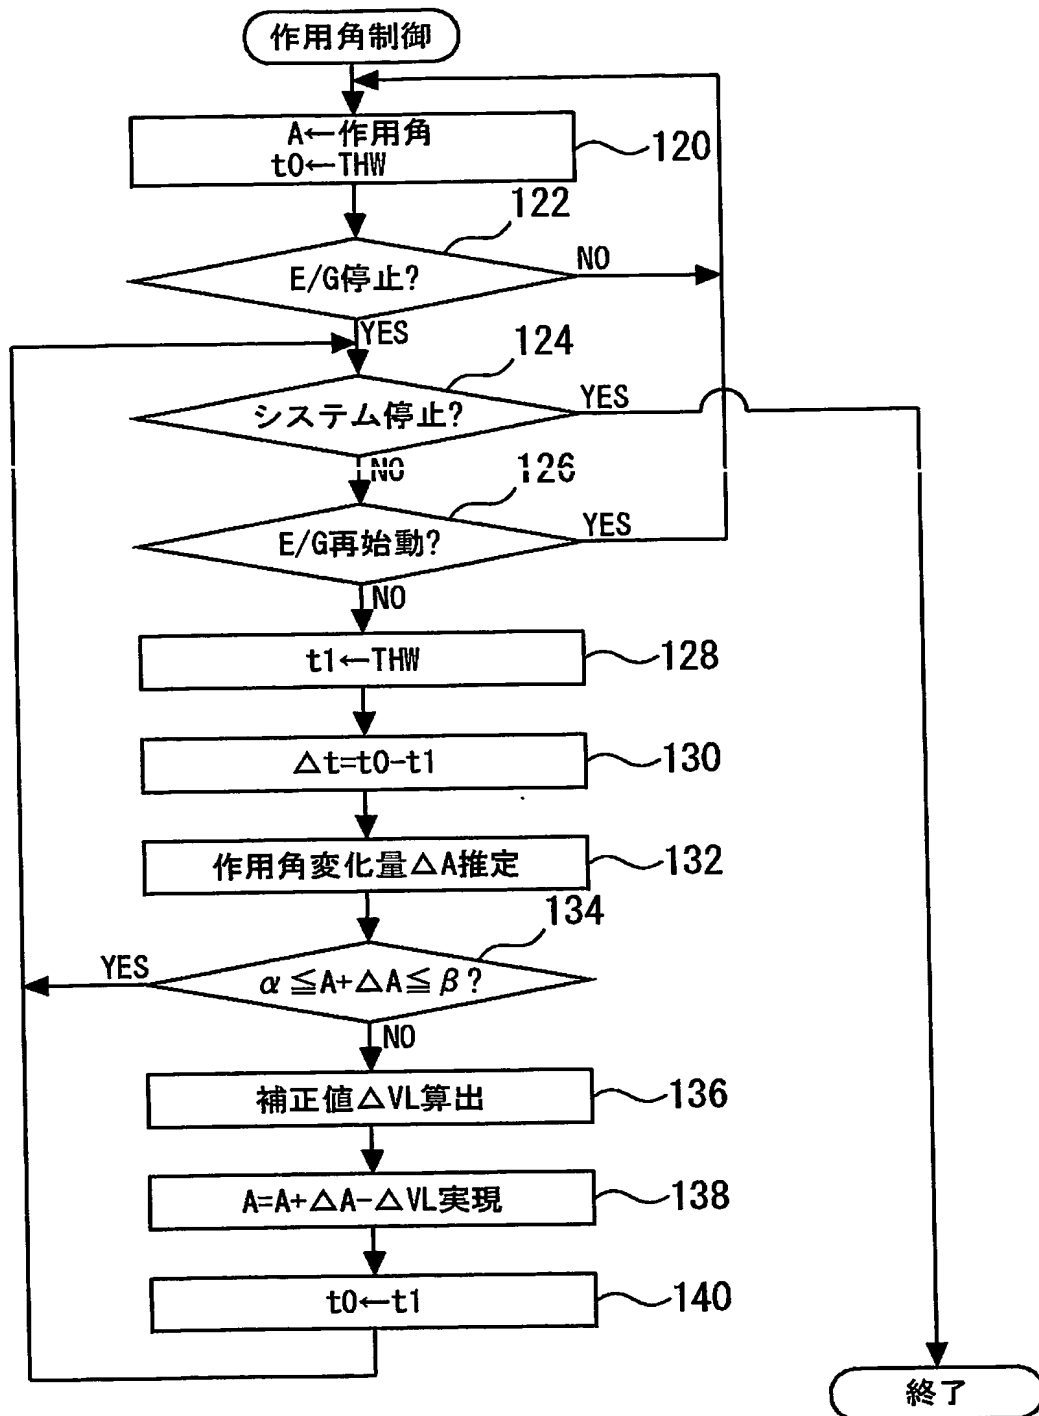 作用角制御
A←作用角
t0←THW
120
122
E/G停止?
NO
YES
124
システム停止?
YES
NO
126
E/G再始動?
YES
NO
t1←THW
128
△t=t0-t1
130
作用角変化量△A推定
132
134
YES
α≦A+△A≦β?
NO
補正値△VL算出
136
A=A+△A-△VL実現
138
t0←t1
140
終了